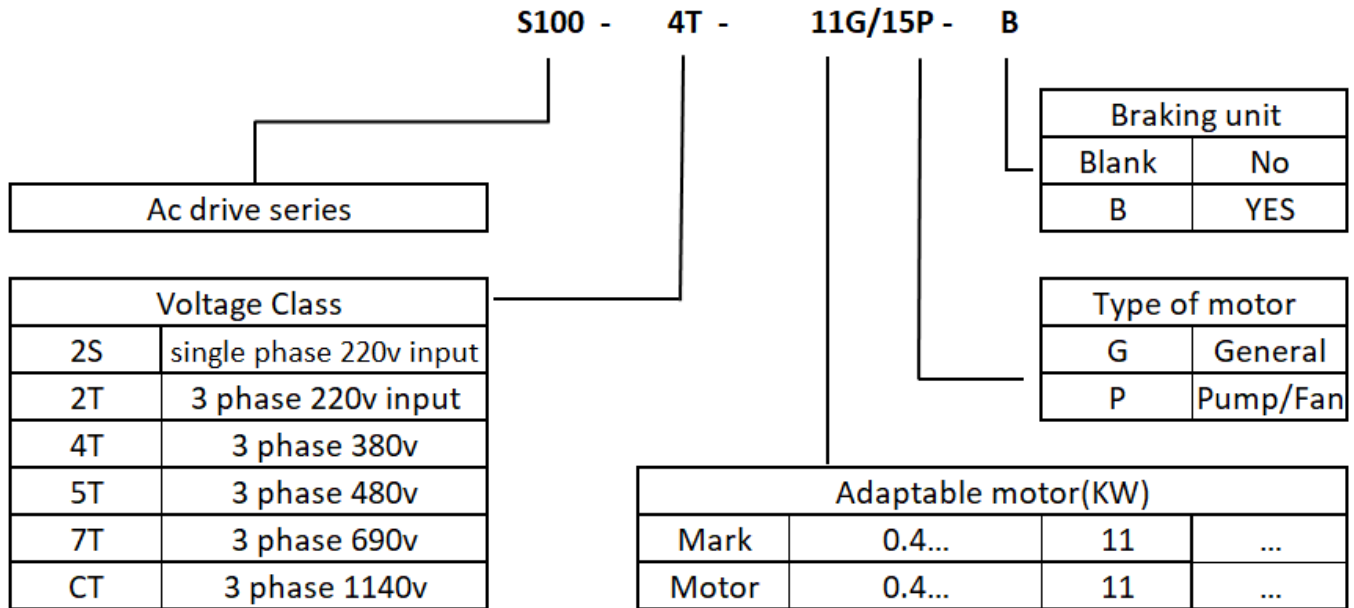 S100 - 4T - 11G/15P - B
Braking unit
Blank No
B YES
Ac drive series
Voltage Class
2S single phase 220v input
2T 3 phase 220v input
4T 3 phase 380v
5T 3 phase 480v
7T 3 phase 690v
CT 3 phase 1140v
Type of motor
G General
P Pump/Fan
Adaptable motor(KW)
Mark 0.4... 11 ...
Motor 0.4... 11 ...